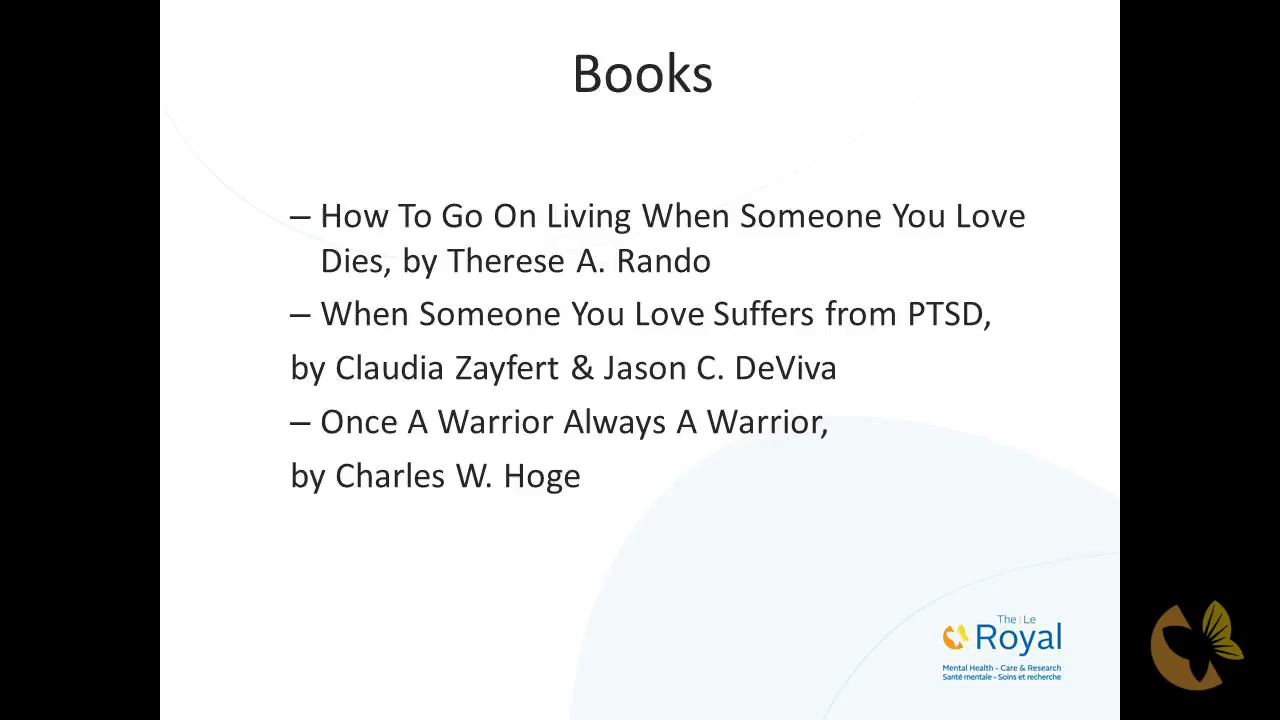 Books
– How To Go On Living When Someone You Love
Dies, by Therese A. Rando
– When Someone You Love Suffers from PTSD,
by Claudia Zayfert & Jason C. DeViva
– Once A Warrior Always A Warrior,
by Charles W. Hoge
The | Le
Royal
Mental Health - Care & Research
Santé mentale - Soins et recherche